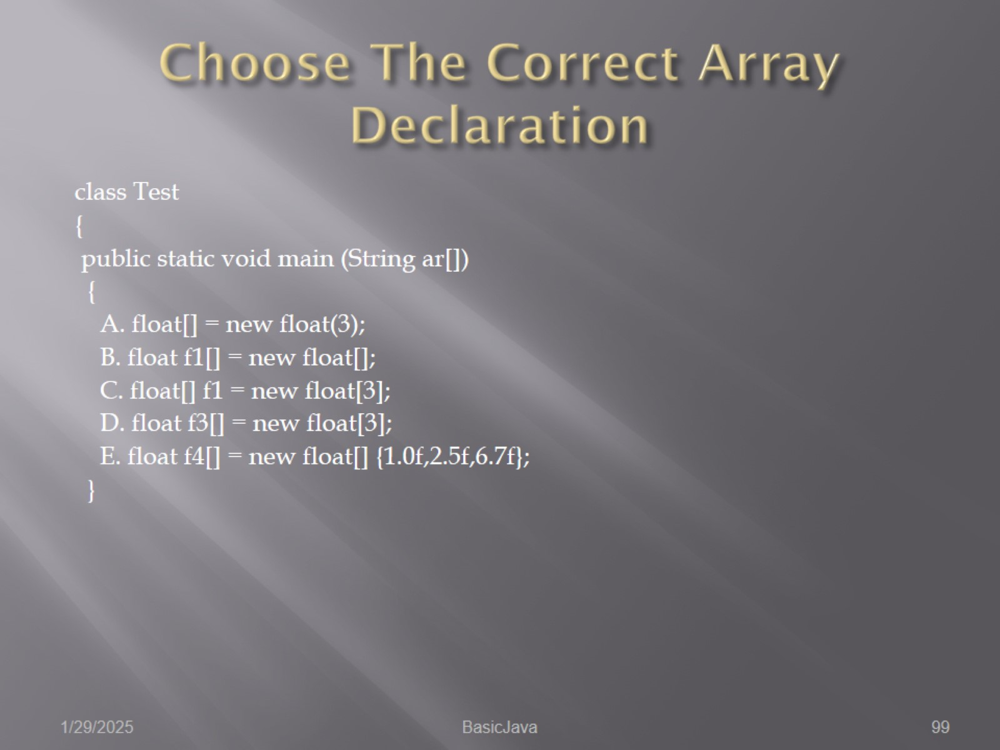 Choose The Correct Array
Declaration
class Test
{
public static void main (String ar[])
{
A. float[] = new float(3);
B. float f1[] = new float[];
C. float[] f1 = new float[3];
D. float f3[] = new float[3];
E. float f4[] = new float[] {1.0f,2.5f,6.7f};
}
1/29/2025
BasicJava
99